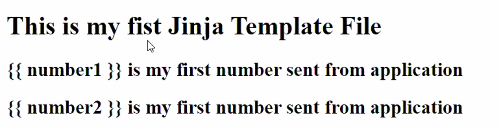 This is my fist Jinja Template File
{{ number1 }} is my first number sent from application
{{ number2 }} is my first number sent from application